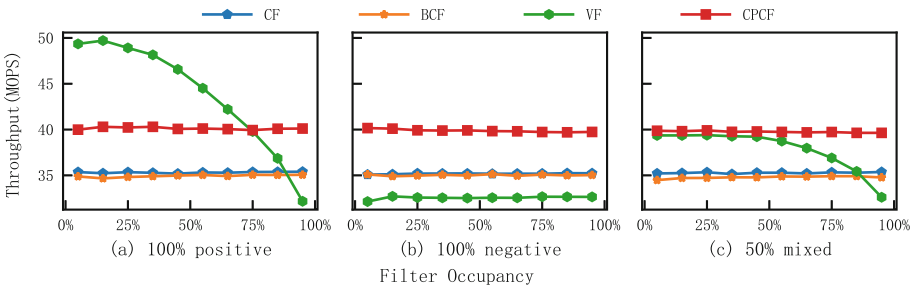 CF BCF VF CPCF
Throughput(MOPS)
50
45
40
35
0% 25% 50% 75% 100% 0% 25% 50% 75% 100% 0% 25% 50% 75% 100%
(a) 100% positive (b) 100% negative (c) 50% mixed
Filter Occupancy